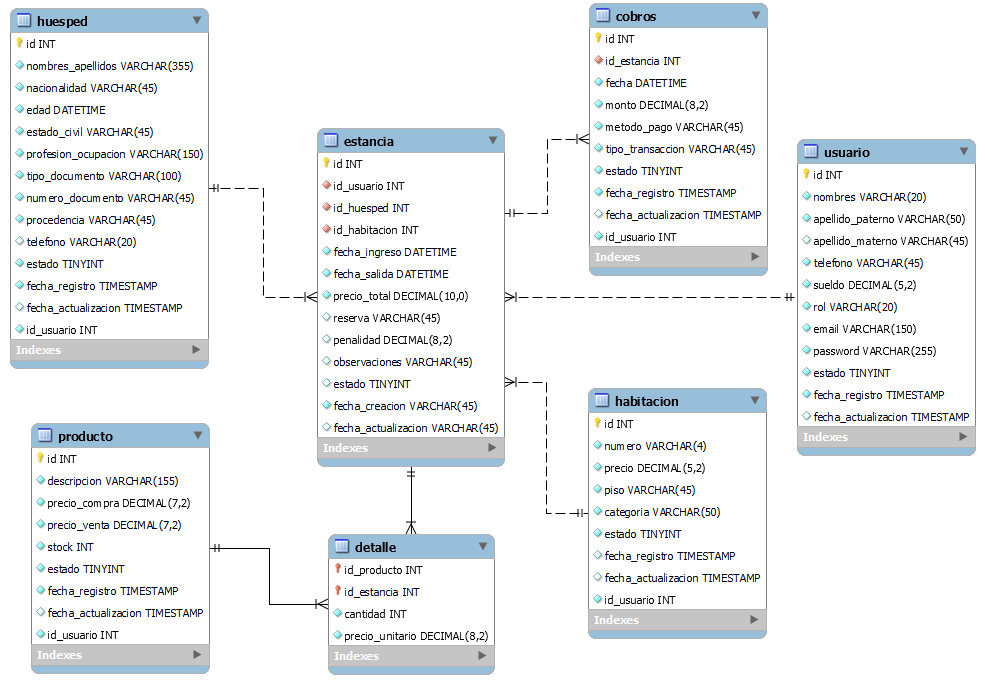 huesped
id INT
nombres_apellidos VARCHAR(355)
nacionalidad VARCHAR(45)
edad DATETIME
estado_civil VARCHAR(45)
profesion_ocupacion VARCHAR(150)
tipo_documento VARCHAR(100)
numero_documento VARCHAR(45)
procedencia VARCHAR(45)
telefono VARCHAR(20)
estado TINYINT
fecha_registro TIMESTAMP
fecha_actualizacion TIMESTAMP
id_usuario INT
Indexes
estancia
id INT
id_usuario INT
id_huesped INT
id_habitacion INT
fecha_ingreso DATETIME
fecha_salida DATETIME
precio_total DECIMAL(10,0)
reserva VARCHAR(45)
penalidad DECIMAL(8,2)
observaciones VARCHAR(45)
estado TINYINT
fecha_creacion VARCHAR(45)
fecha_actualizacion VARCHAR(45)
Indexes
cobros
id INT
id_estancia INT
fecha DATETIME
monto DECIMAL(8,2)
metodo_pago VARCHAR(45)
tipo_transaccion VARCHAR(45)
estado TINYINT
fecha_registro TIMESTAMP
fecha_actualizacion TIMESTAMP
id_usuario INT
Indexes
usuario
id INT
nombres VARCHAR(20)
apellido_paterno VARCHAR(50)
apellido_materno VARCHAR(45)
telefono VARCHAR(45)
sueldo DECIMAL(5,2)
rol VARCHAR(20)
email VARCHAR(150)
password VARCHAR(255)
estado TINYINT
fecha_registro TIMESTAMP
fecha_actualizacion TIMESTAMP
Indexes
producto
id INT
descripcion VARCHAR(155)
precio_compra DECIMAL(7,2)
precio_venta DECIMAL(7,2)
stock INT
estado TINYINT
fecha_registro TIMESTAMP
fecha_actualizacion TIMESTAMP
id_usuario INT
Indexes
detalle
id_producto INT
id_estancia INT
cantidad INT
precio_unitario DECIMAL(8,2)
Indexes
habitacion
id INT
numero VARCHAR(4)
precio DECIMAL(5,2)
piso VARCHAR(45)
categoria VARCHAR(50)
estado TINYINT
fecha_registro TIMESTAMP
fecha_actualizacion TIMESTAMP
id_usuario INT
Indexes